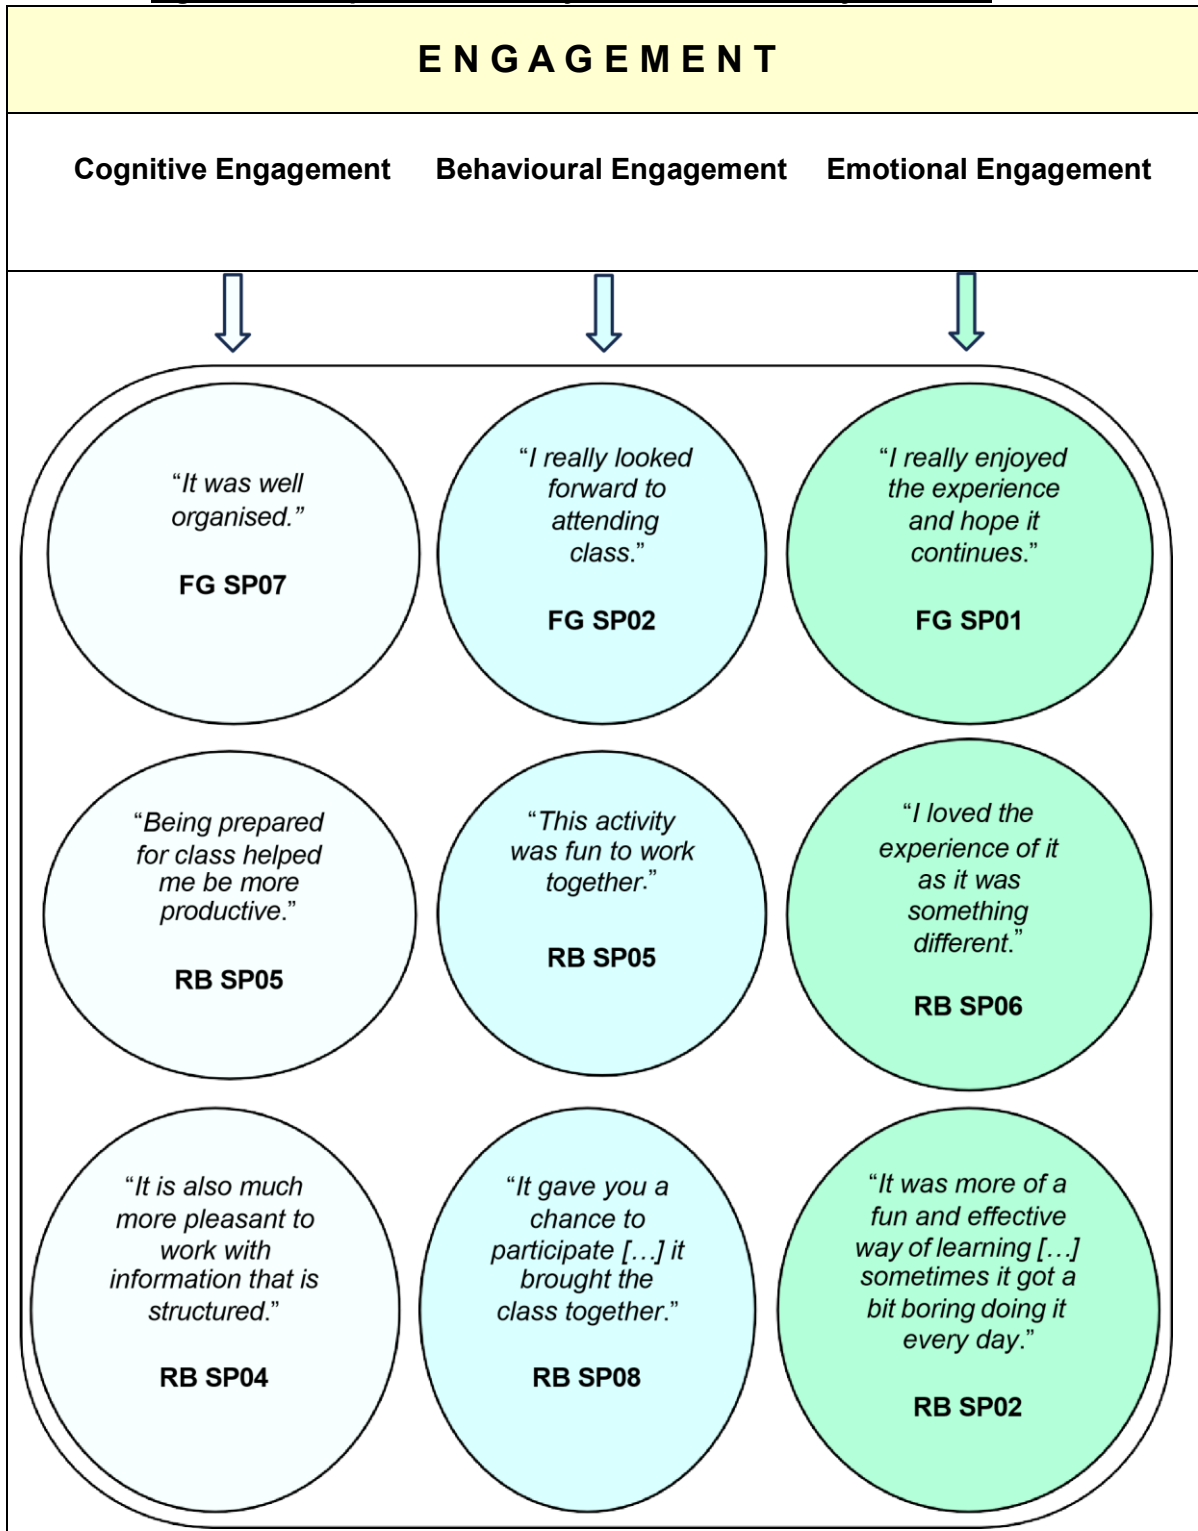 E N G A G E M E N T
Cognitive Engagement
Behavioural Engagement
Emotional Engagement
“It was well
organised.”
FG SP07
“I really looked
forward to
attending
class.”
FG SP02
“I really enjoyed
the experience
and hope it
continues.”
FG SP01
“Being prepared
for class helped
me be more
productive.”
RB SP05
“This activity
was fun to work
together.”
RB SP05
“I loved the
experience of it
as it was
something
different.”
RB SP06
“It is also much
more pleasant to
work with
information that is
structured.”
RB SP04
“It gave you a
chance to
participate […] it
brought the
class together.”
RB SP08
“It was more of a
fun and effective
way of learning […]
sometimes it got a
bit boring doing it
every day.”
RB SP02